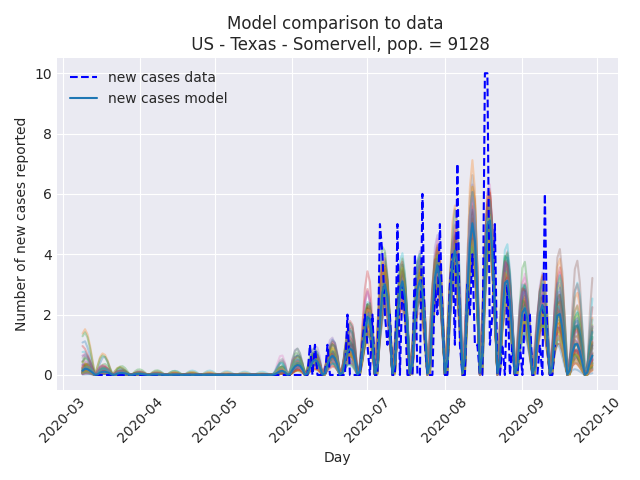 Model comparison to data
US - Texas - Somervell, pop. = 9128
new cases data
new cases model
Number of new cases reported
10
8
6
4
2
0
2020-03
2020-04
2020-05
2020-06
2020-07
2020-08
2020-09
2020-10
Day